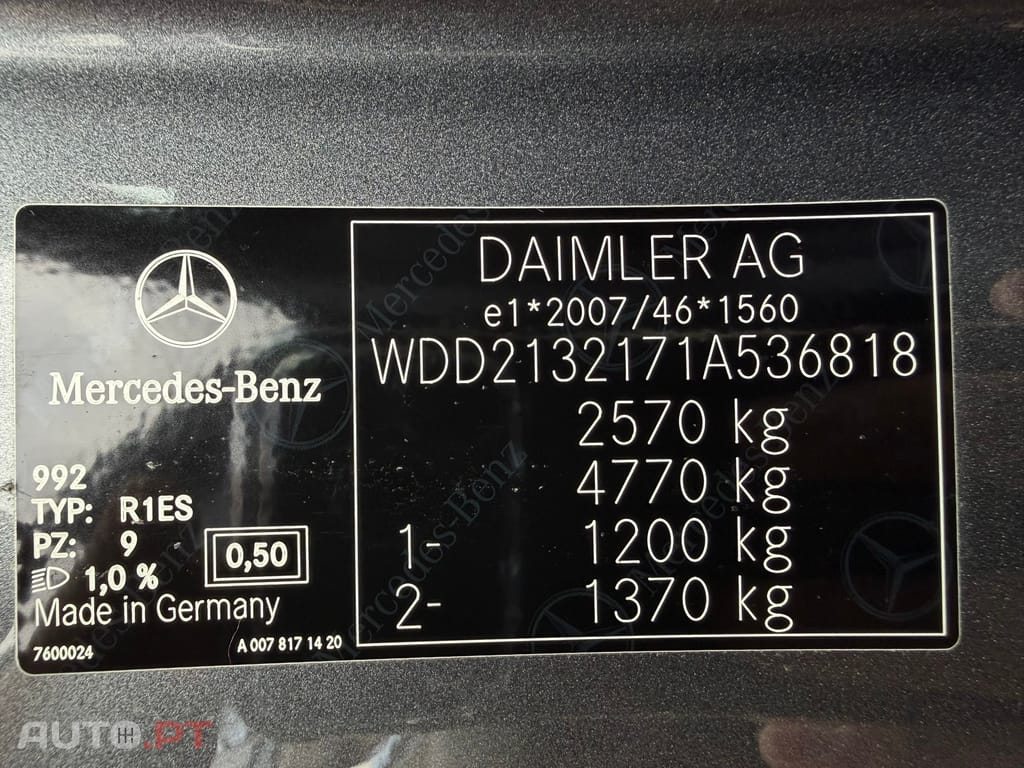 Mercedes-Benz
992
TYP: R1ES
PZ: 9
1,0 %
0,50
Made in Germany
7600024
A 007 817 14 20
DAIMLER AG
e1*2007/46*1560
WDD2132171A536818
2570 kg
4770 kg
1- 1200 kg
2- 1370 kg
Mercedes-Benz
AUTO.PT